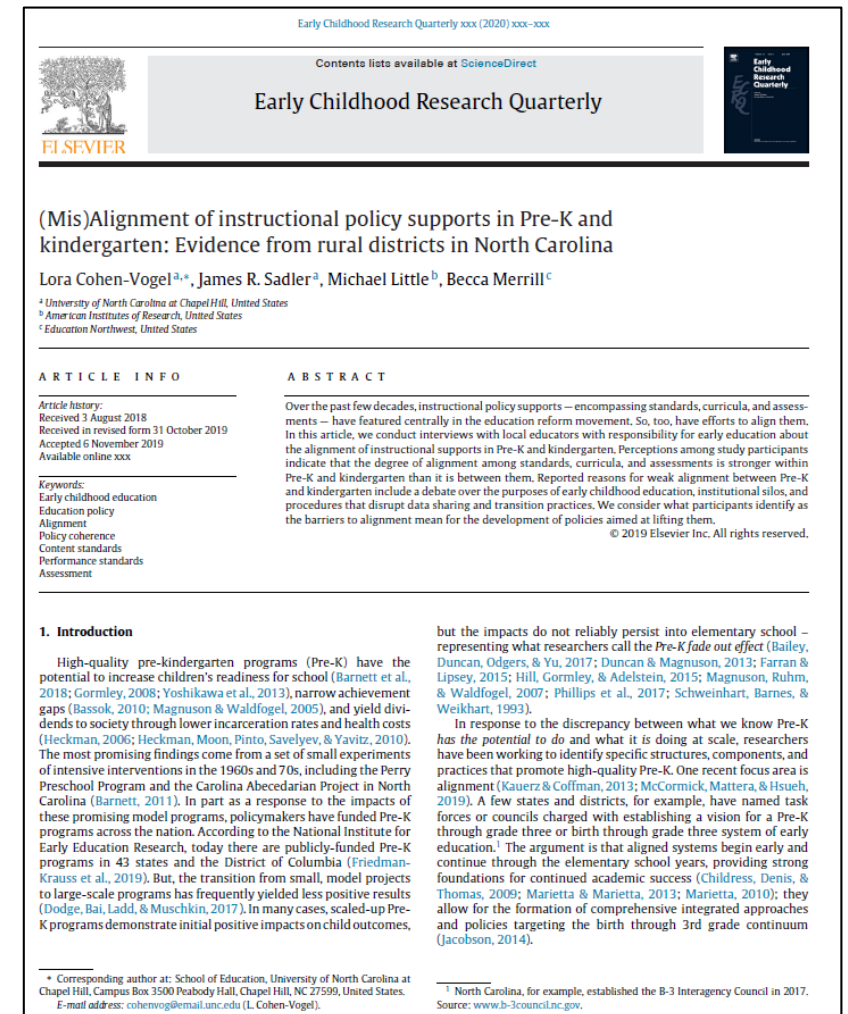 Early Childhood Research Quarterly xxx (2020) xxx–xxx
Contents lists available at ScienceDirect
Early Childhood Research Quarterly
ELSEVIER
Early
Childhood
Research
Quarterly
(Mis)Alignment of instructional policy supports in Pre-K and
kindergarten: Evidence from rural districts in North Carolina
Lora Cohen-Vogel a,*, James R. Sadler a, Michael Little b, Becca Merrill c
a University of North Carolina at Chapel Hill, United States
b American Institutes of Research, United States
c Education Northwest, United States
ARTICLE INFO
Article history:
Received 3 August 2018
Received in revised form 31 October 2019
Accepted 6 November 2019
Available online xxx
Keywords:
Early childhood education
Education policy
Alignment
Policy coherence
Content standards
Performance standards
Assessment
ABSTRACT
Over the past few decades, instructional policy supports — encompassing standards, curricula, and assess-
ments — have featured centrally in the education reform movement. So, too, have efforts to align them.
In this article, we conduct interviews with local educators with responsibility for early education about
the alignment of instructional supports in Pre-K and kindergarten. Perceptions among study participants
indicate that the degree of alignment among standards, curricula, and assessments is stronger within
Pre-K and kindergarten than it is between them. Reported reasons for weak alignment between Pre-K
and kindergarten include a debate over the purposes of early childhood education, institutional silos, and
procedures that disrupt data sharing and transition practices. We consider what participants identify as
the barriers to alignment mean for the development of policies aimed at lifting them.
© 2019 Elsevier Inc. All rights reserved.
1. Introduction
High-quality pre-kindergarten programs (Pre-K) have the
potential to increase children's readiness for school (Barnett et al.,
2018; Gormley, 2008; Yoshikawa et al., 2013), narrow achievement
gaps (Bassok, 2010; Magnuson & Waldfogel, 2005), and yield divi-
dends to society through lower incarceration rates and health costs
(Heckman, 2006; Heckman, Moon, Pinto, Savelyev, & Yavitz, 2010).
The most promising findings come from a set of small experiments
of intensive interventions in the 1960s and 70s, including the Perry
Preschool Program and the Carolina Abecedarian Project in North
Carolina (Barnett, 2011). In part as a response to the impacts of
these promising model programs, policymakers have funded Pre-K
programs across the nation. According to the National Institute for
Early Education Research, today there are publicly-funded Pre-K
programs in 43 states and the District of Columbia (Friedman-
Krauss et al., 2019). But, the transition from small, model projects
to large-scale programs has frequently yielded less positive results
(Dodge, Bai, Ladd, & Muschkin, 2017). In many cases, scaled-up Pre-
K programs demonstrate initial positive impacts on child outcomes,
but the impacts do not reliably persist into elementary school –
representing what researchers call the Pre-K fade out effect (Bailey,
Duncan, Odgers, & Yu, 2017; Duncan & Magnuson, 2013; Farran &
Lipsey, 2015; Hill, Gormley, & Adelstein, 2015; Magnuson, Ruhm,
& Waldfogel, 2007; Phillips et al., 2017; Schweinhart, Barnes, &
Weikhart, 1993).
In response to the discrepancy between what we know Pre-K
has the potential to do and what it is doing at scale, researchers
have been working to identify specific structures, components, and
practices that promote high-quality Pre-K. One recent focus area is
alignment (Kauerz & Coffman, 2013; McCormick, Mattera, & Hsueh,
2019). A few states and districts, for example, have named task
forces or councils charged with establishing a vision for a Pre-K
through grade three or birth through grade three system of early
education.1 The argument is that aligned systems begin early and
continue through the elementary school years, providing strong
foundations for continued academic success (Childress, Denis, &
Thomas, 2009; Marietta & Marietta, 2013; Marietta, 2010); they
allow for the formation of comprehensive integrated approaches
and policies targeting the birth through 3rd grade continuum
(Jacobson, 2014).
* Corresponding author at: School of Education, University of North Carolina at
Chapel Hill, Campus Box 3500 Peabody Hall, Chapel Hill, NC 27599, United States.
E-mail address: cohenvog@email.unc.edu (L. Cohen-Vogel).
1 North Carolina, for example, established the B-3 Interagency Council in 2017.
Source: www.b-3council.nc.gov.